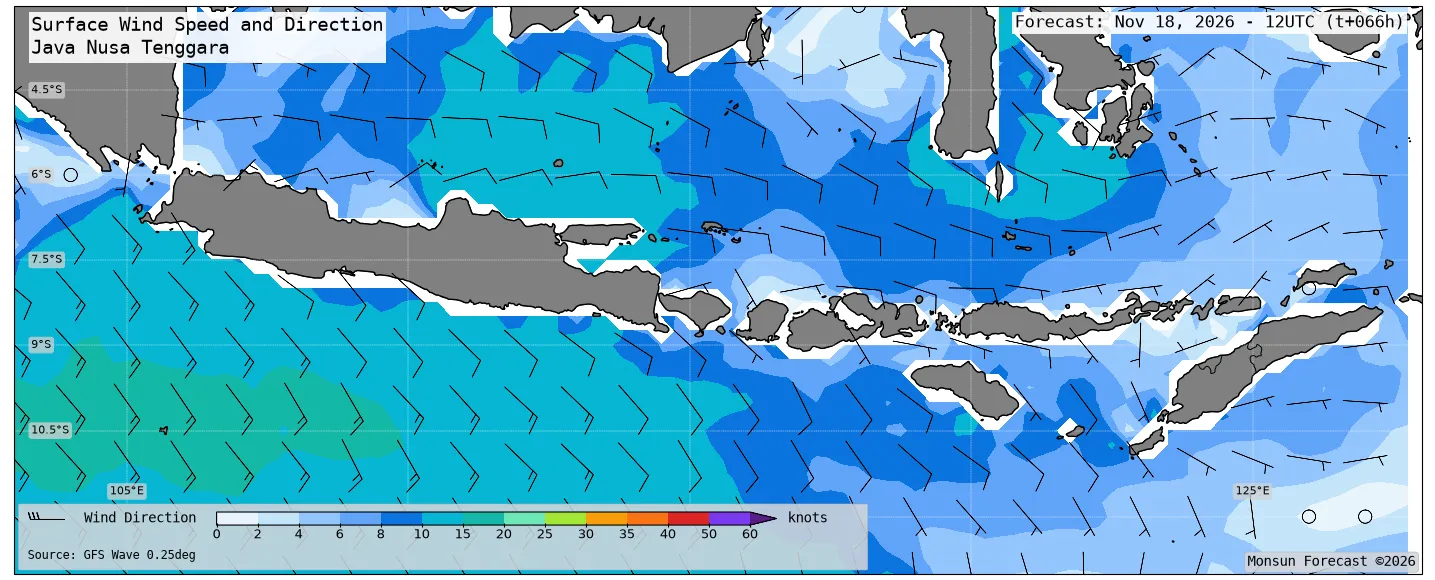 Surface Wind Speed and Direction
Java Nusa Tenggara
Forecast: Nov 18, 2026 - 12UTC (t+066h)
4.5°S
6°S
7.5°S
9°S
10.5°S
105°E
125°E
Wind Direction
knots
0 2 4 6 8 10 15 20 25 30 40 50 60
Source: GFS Wave 0.25deg
Monsun Forecast ©2026